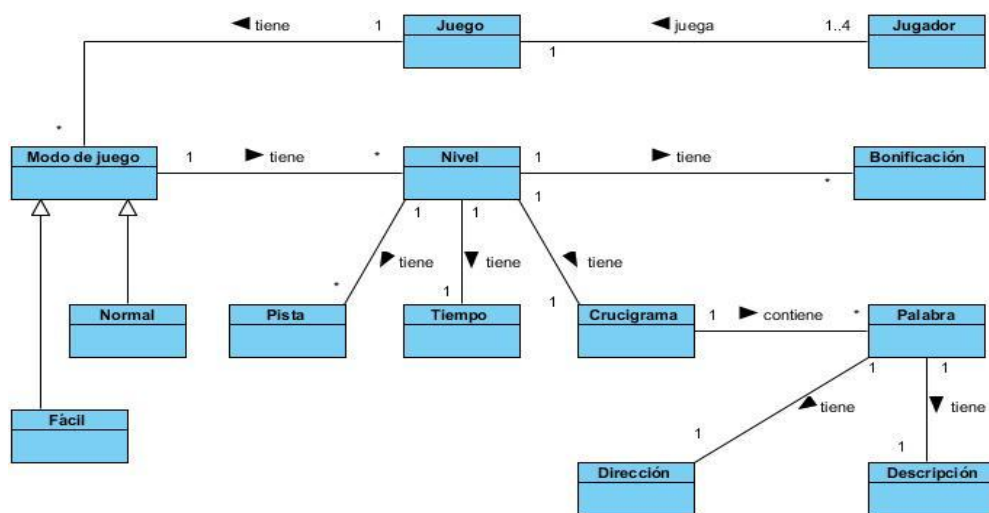 tiene
1
Juego
1
juega
1..4
Jugador
*
Modo de juego
1
tiene
*
Nivel
1
tiene
*
Bonificación
1
1
1
tiene
tiene
tiene
*
1
1
Normal
Pista
Tiempo
Crucigrama
1
contiene
*
Palabra
1
1
tiene
tiene
Fácil
1
1
Dirección
Descripción